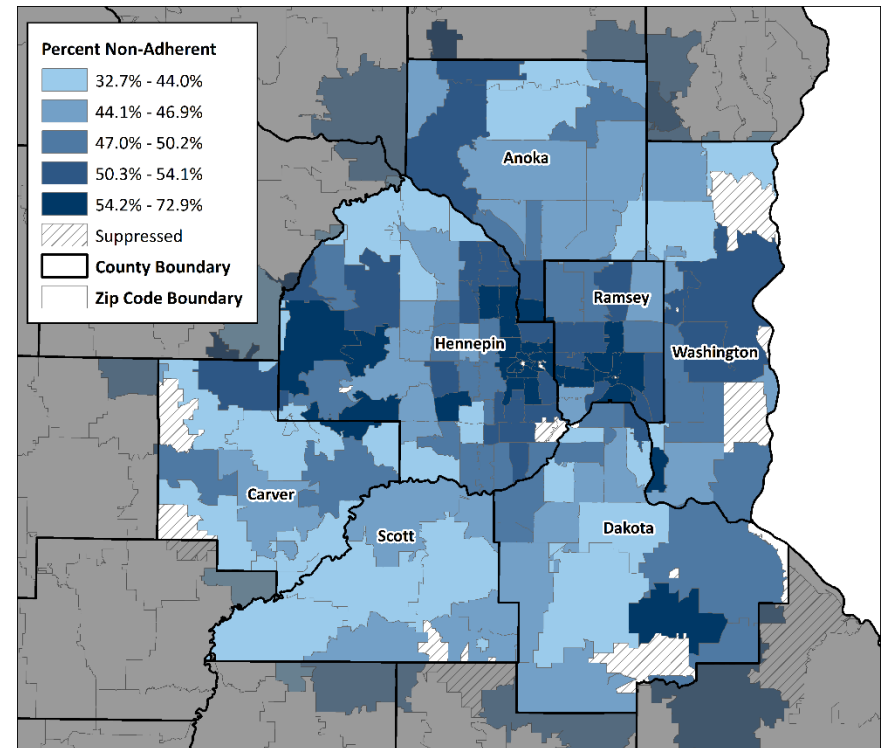 Percent Non-Adherent
32.7% - 44.0%
44.1% - 46.9%
47.0% - 50.2%
50.3% - 54.1%
54.2% - 72.9%
Suppressed
County Boundary
Zip Code Boundary
Anoka
Ramsey
Hennepin
Washington
Carver
Scott
Dakota